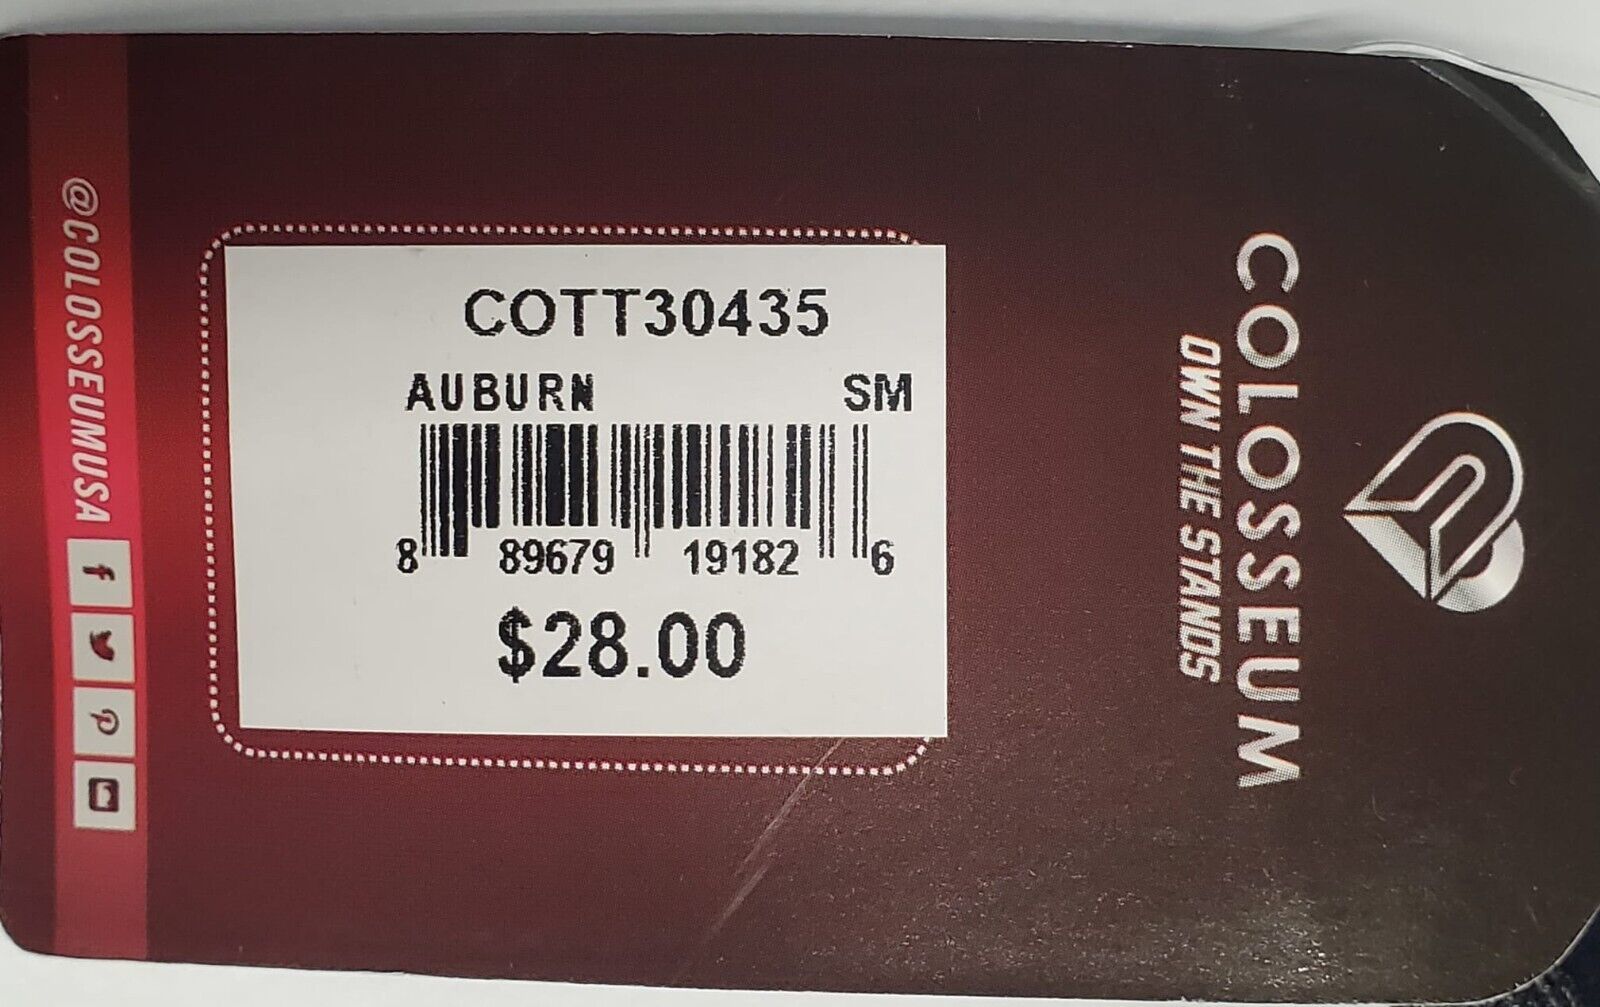 COLOSSEUM
OWN THE STANDS
COTT30435
AUBURN SM
8 89679 19182 6
$28.00
@COLOSSEUMUSA